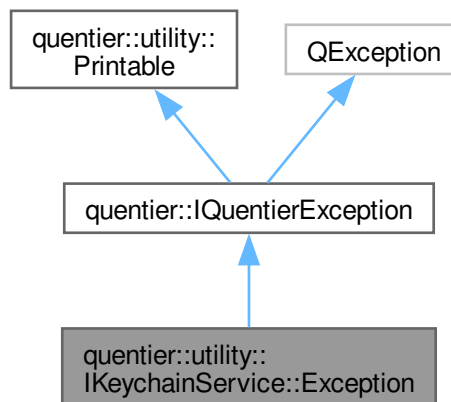 quentier::utility::
Printable
QException
quentier::IQuentierException
quentier::utility::
IKeychainService::Exception